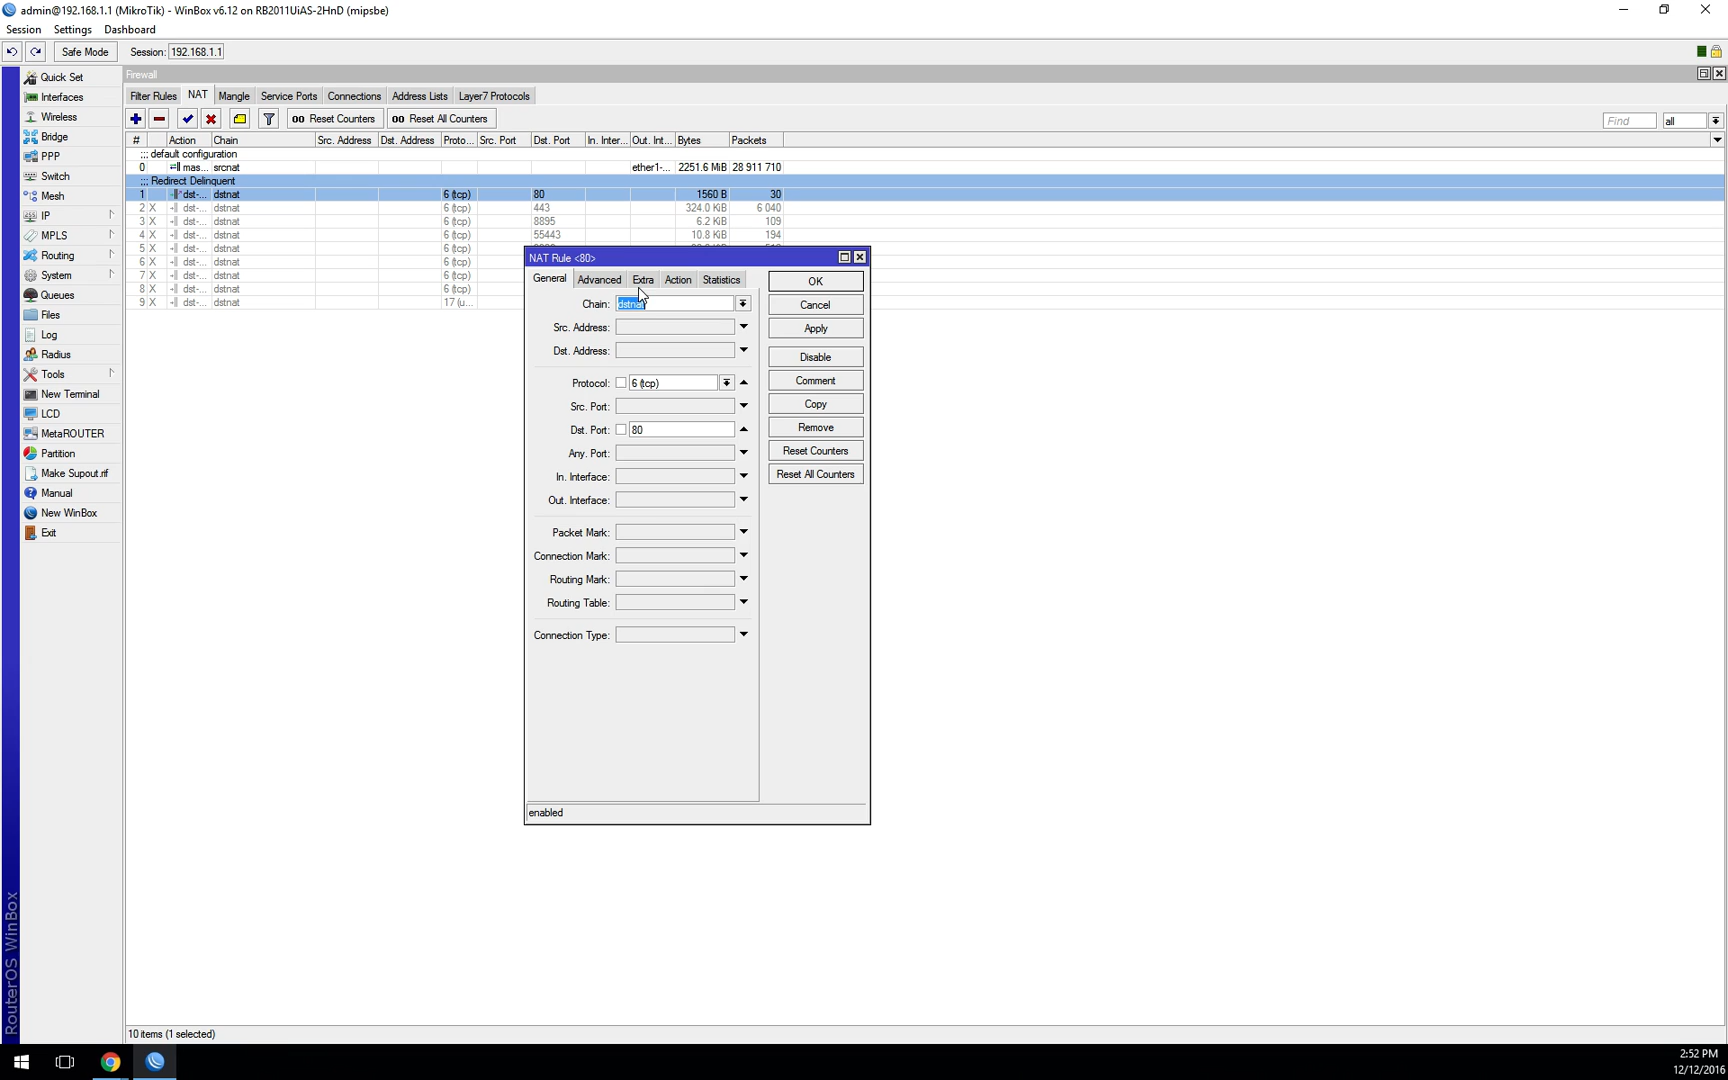 admin@192.168.1.1 (MikroTik) - WinBox v6.12 on RB2011UiAS-2HnD (mipsbe)
Session Settings Dashboard
Safe Mode Session: 192.168.1.1
Quick Set
Interfaces
Wireless
Bridge
PPP
Switch
Mesh
IP
MPLS
Routing
System
Queues
Files
Log
Radius
Tools
New Terminal
LCD
MetaROUTER
Partition
Make Supout.rif
Manual
New WinBox
Exit
RouterOS WinBox
Firewall
Filter Rules NAT Mangle Service Ports Connections Address Lists Layer7 Protocols
00 Reset Counters 00 Reset All Counters Find all
# Action Chain Src. Address Dst. Address Proto... Src. Port Dst. Port In. Inter... Out. Int... Bytes Packets
::: default configuration
0 mas... srcnat ether1-... 2251.6 MiB 28 911 710
::: Redirect Delinquent
1 dst-... dstnat 6 (tcp) 80 1560 B 30
2 X dst-... dstnat 6 (tcp) 443 324.0 KiB 6 040
3 X dst-... dstnat 6 (tcp) 8895 6.2 KiB 109
4 X dst-... dstnat 6 (tcp) 55443 10.8 KiB 194
5 X dst-... dstnat 6 (tcp)
6 X dst-... dstnat 6 (tcp)
7 X dst-... dstnat 6 (tcp)
8 X dst-... dstnat 6 (tcp)
9 X dst-... dstnat 17 (u...
NAT Rule <80>
General Advanced Extra Action Statistics
Chain: dstnat
Src. Address:
Dst. Address:
Protocol: 6 (tcp)
Src. Port:
Dst. Port: 80
Any. Port:
In. Interface:
Out. Interface:
Packet Mark:
Connection Mark:
Routing Mark:
Routing Table:
Connection Type:
OK
Cancel
Apply
Disable
Comment
Copy
Remove
Reset Counters
Reset All Counters
enabled
10 items (1 selected)
2:52 PM
12/12/2016